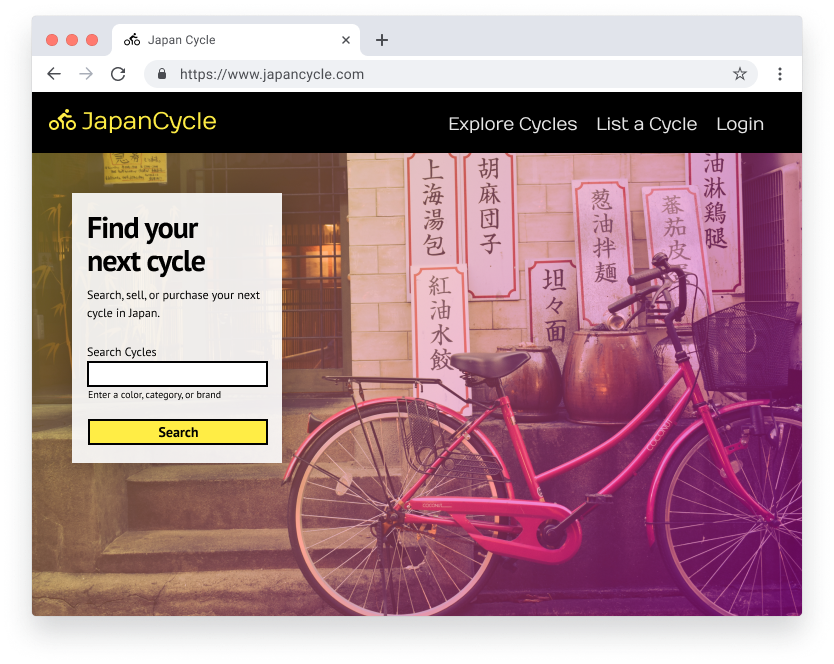 Japan Cycle
https://www.japancycle.com
JapanCycle
Explore Cycles
List a Cycle
Login
Find your
next cycle
Search, sell, or purchase your next
cycle in Japan.
Search Cycles
Enter a color, category, or brand
Search
上海湯包
胡麻団子
油淋鶏腿
葱油拌麺
蕃茄皮
坦々面
紅油水餃